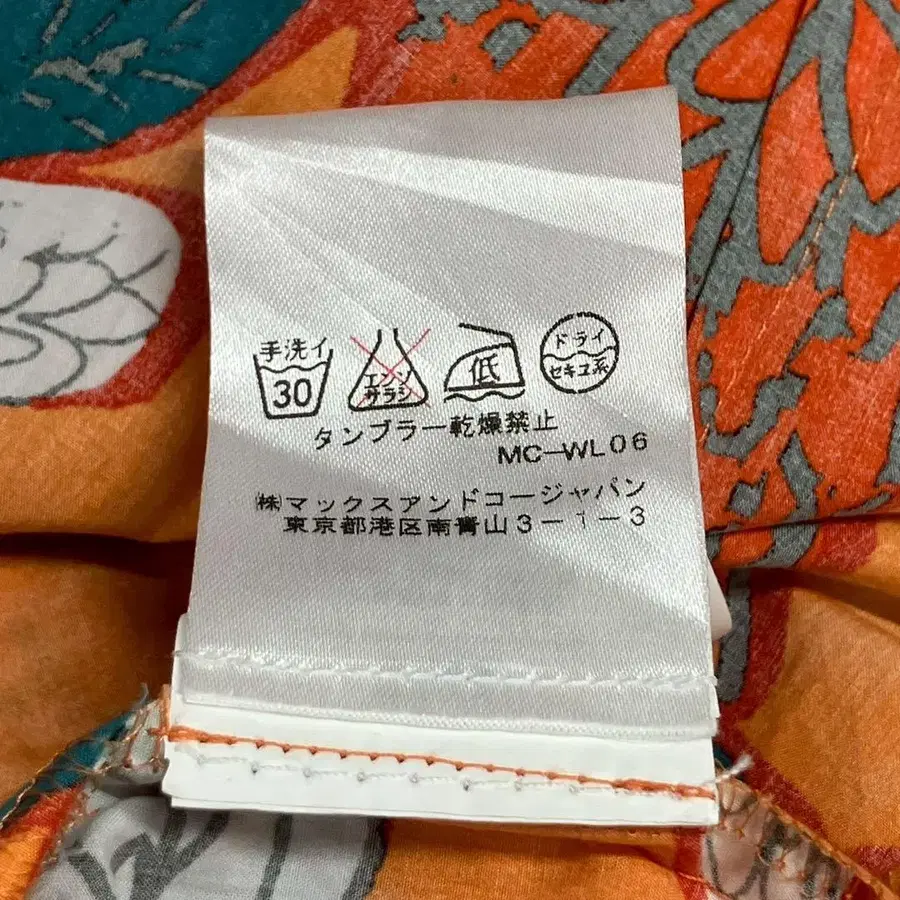 手洗イ
30
エンソ
サラシ
低
ドライ
セキユ系
タンブラー乾燥禁止
MC-WL06
㈱マックスアンドコージャパン
東京都港区南青山3-1-3